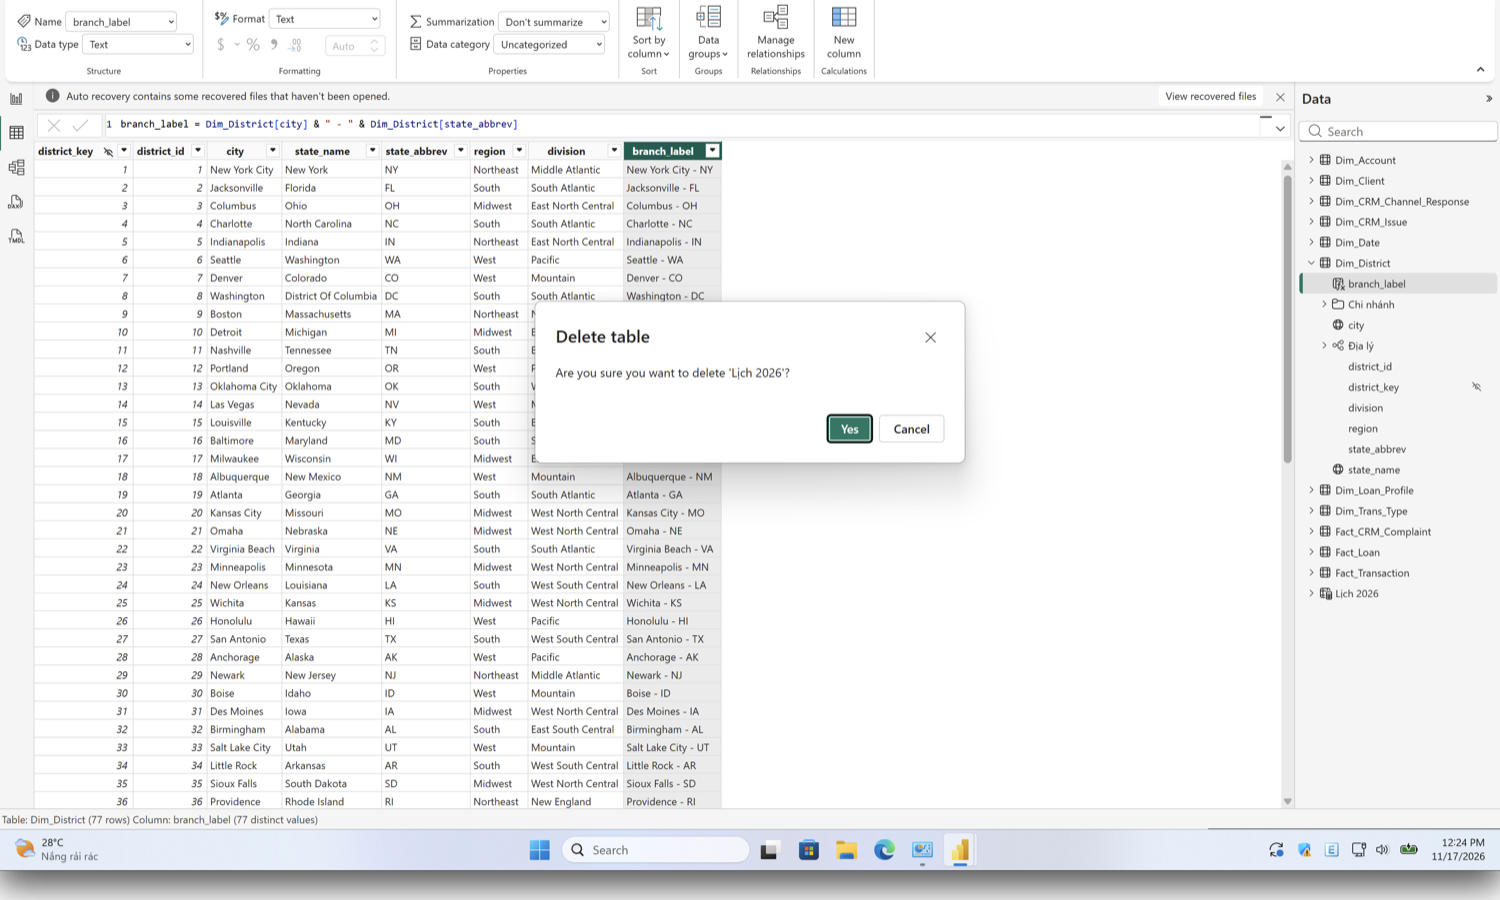 Name branch_label
Data type Text
Structure
Format Text
Auto
Formatting
Summarization Don't summarize
Data category Uncategorized
Properties
Sort by column
Sort
Data groups
Groups
Manage relationships
Relationships
New column
Calculations
Auto recovery contains some recovered files that haven't been opened.
View recovered files
1 branch_label = Dim_District[city] & " - " & Dim_District[state_abbrev]
district_key district_id city state_name state_abbrev region division branch_label
1 1 New York City New York NY Northeast Middle Atlantic New York City - NY
2 2 Jacksonville Florida FL South South Atlantic Jacksonville - FL
3 3 Columbus Ohio OH Midwest East North Central Columbus - OH
4 4 Charlotte North Carolina NC South South Atlantic Charlotte - NC
5 5 Indianapolis Indiana IN Northeast East North Central Indianapolis - IN
6 6 Seattle Washington WA West Pacific Seattle - WA
7 7 Denver Colorado CO West Mountain Denver - CO
8 8 Washington District Of Columbia DC South South Atlantic Washington - DC
9 9 Boston Massachusetts MA Northeast
10 10 Detroit Michigan MI Midwest
11 11 Nashville Tennessee TN South
12 12 Portland Oregon OR West
13 13 Oklahoma City Oklahoma OK South
14 14 Las Vegas Nevada NV West
15 15 Louisville Kentucky KY South
16 16 Baltimore Maryland MD South
17 17 Milwaukee Wisconsin WI Midwest
18 18 Albuquerque New Mexico NM West Mountain Albuquerque - NM
19 19 Atlanta Georgia GA South South Atlantic Atlanta - GA
20 20 Kansas City Missouri MO Midwest West North Central Kansas City - MO
21 21 Omaha Nebraska NE Midwest West North Central Omaha - NE
22 22 Virginia Beach Virginia VA South South Atlantic Virginia Beach - VA
23 23 Minneapolis Minnesota MN Midwest West North Central Minneapolis - MN
24 24 New Orleans Louisiana LA South West South Central New Orleans - LA
25 25 Wichita Kansas KS Midwest West North Central Wichita - KS
26 26 Honolulu Hawaii HI West Pacific Honolulu - HI
27 27 San Antonio Texas TX South West South Central San Antonio - TX
28 28 Anchorage Alaska AK West Pacific Anchorage - AK
29 29 Newark New Jersey NJ Northeast Middle Atlantic Newark - NJ
30 30 Boise Idaho ID West Mountain Boise - ID
31 31 Des Moines Iowa IA Midwest West North Central Des Moines - IA
32 32 Birmingham Alabama AL South East South Central Birmingham - AL
33 33 Salt Lake City Utah UT West Mountain Salt Lake City - UT
34 34 Little Rock Arkansas AR South West South Central Little Rock - AR
35 35 Sioux Falls South Dakota SD Midwest West North Central Sioux Falls - SD
36 36 Providence Rhode Island RI Northeast New England Providence - RI
Delete table
Are you sure you want to delete 'Lịch 2026'?
Yes Cancel
Data
Search
Dim_Account
Dim_Client
Dim_CRM_Channel_Response
Dim_CRM_Issue
Dim_Date
Dim_District
branch_label
Chi nhánh
city
Địa lý
district_id
district_key
division
region
state_abbrev
state_name
Dim_Loan_Profile
Dim_Trans_Type
Fact_CRM_Complaint
Fact_Loan
Fact_Transaction
Lịch 2026
Table: Dim_District (77 rows) Column: branch_label (77 distinct values)
28°C
Nắng rải rác
Search
12:24 PM
11/17/2026